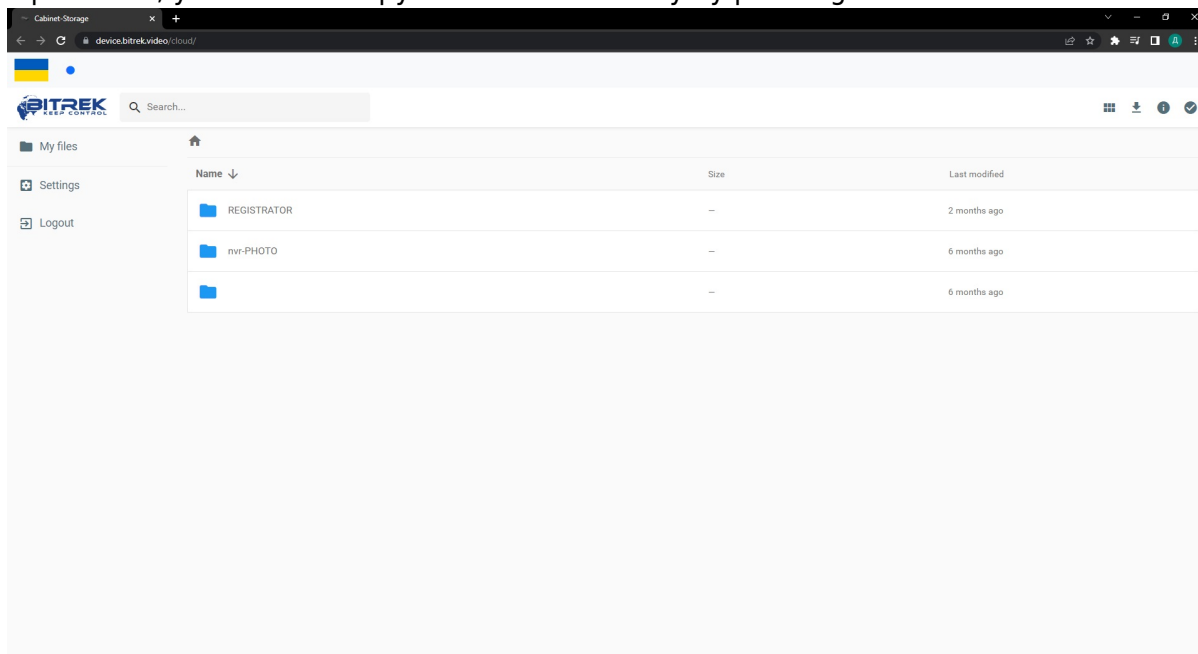 Cabinet-Storage
device.bitrek.video/cloud/
BITREK
KEEP CONTROL
Search...
My files
Settings
Logout
Name Size Last modified
REGISTRATOR – 2 months ago
nvr-PHOTO – 6 months ago
– 6 months ago